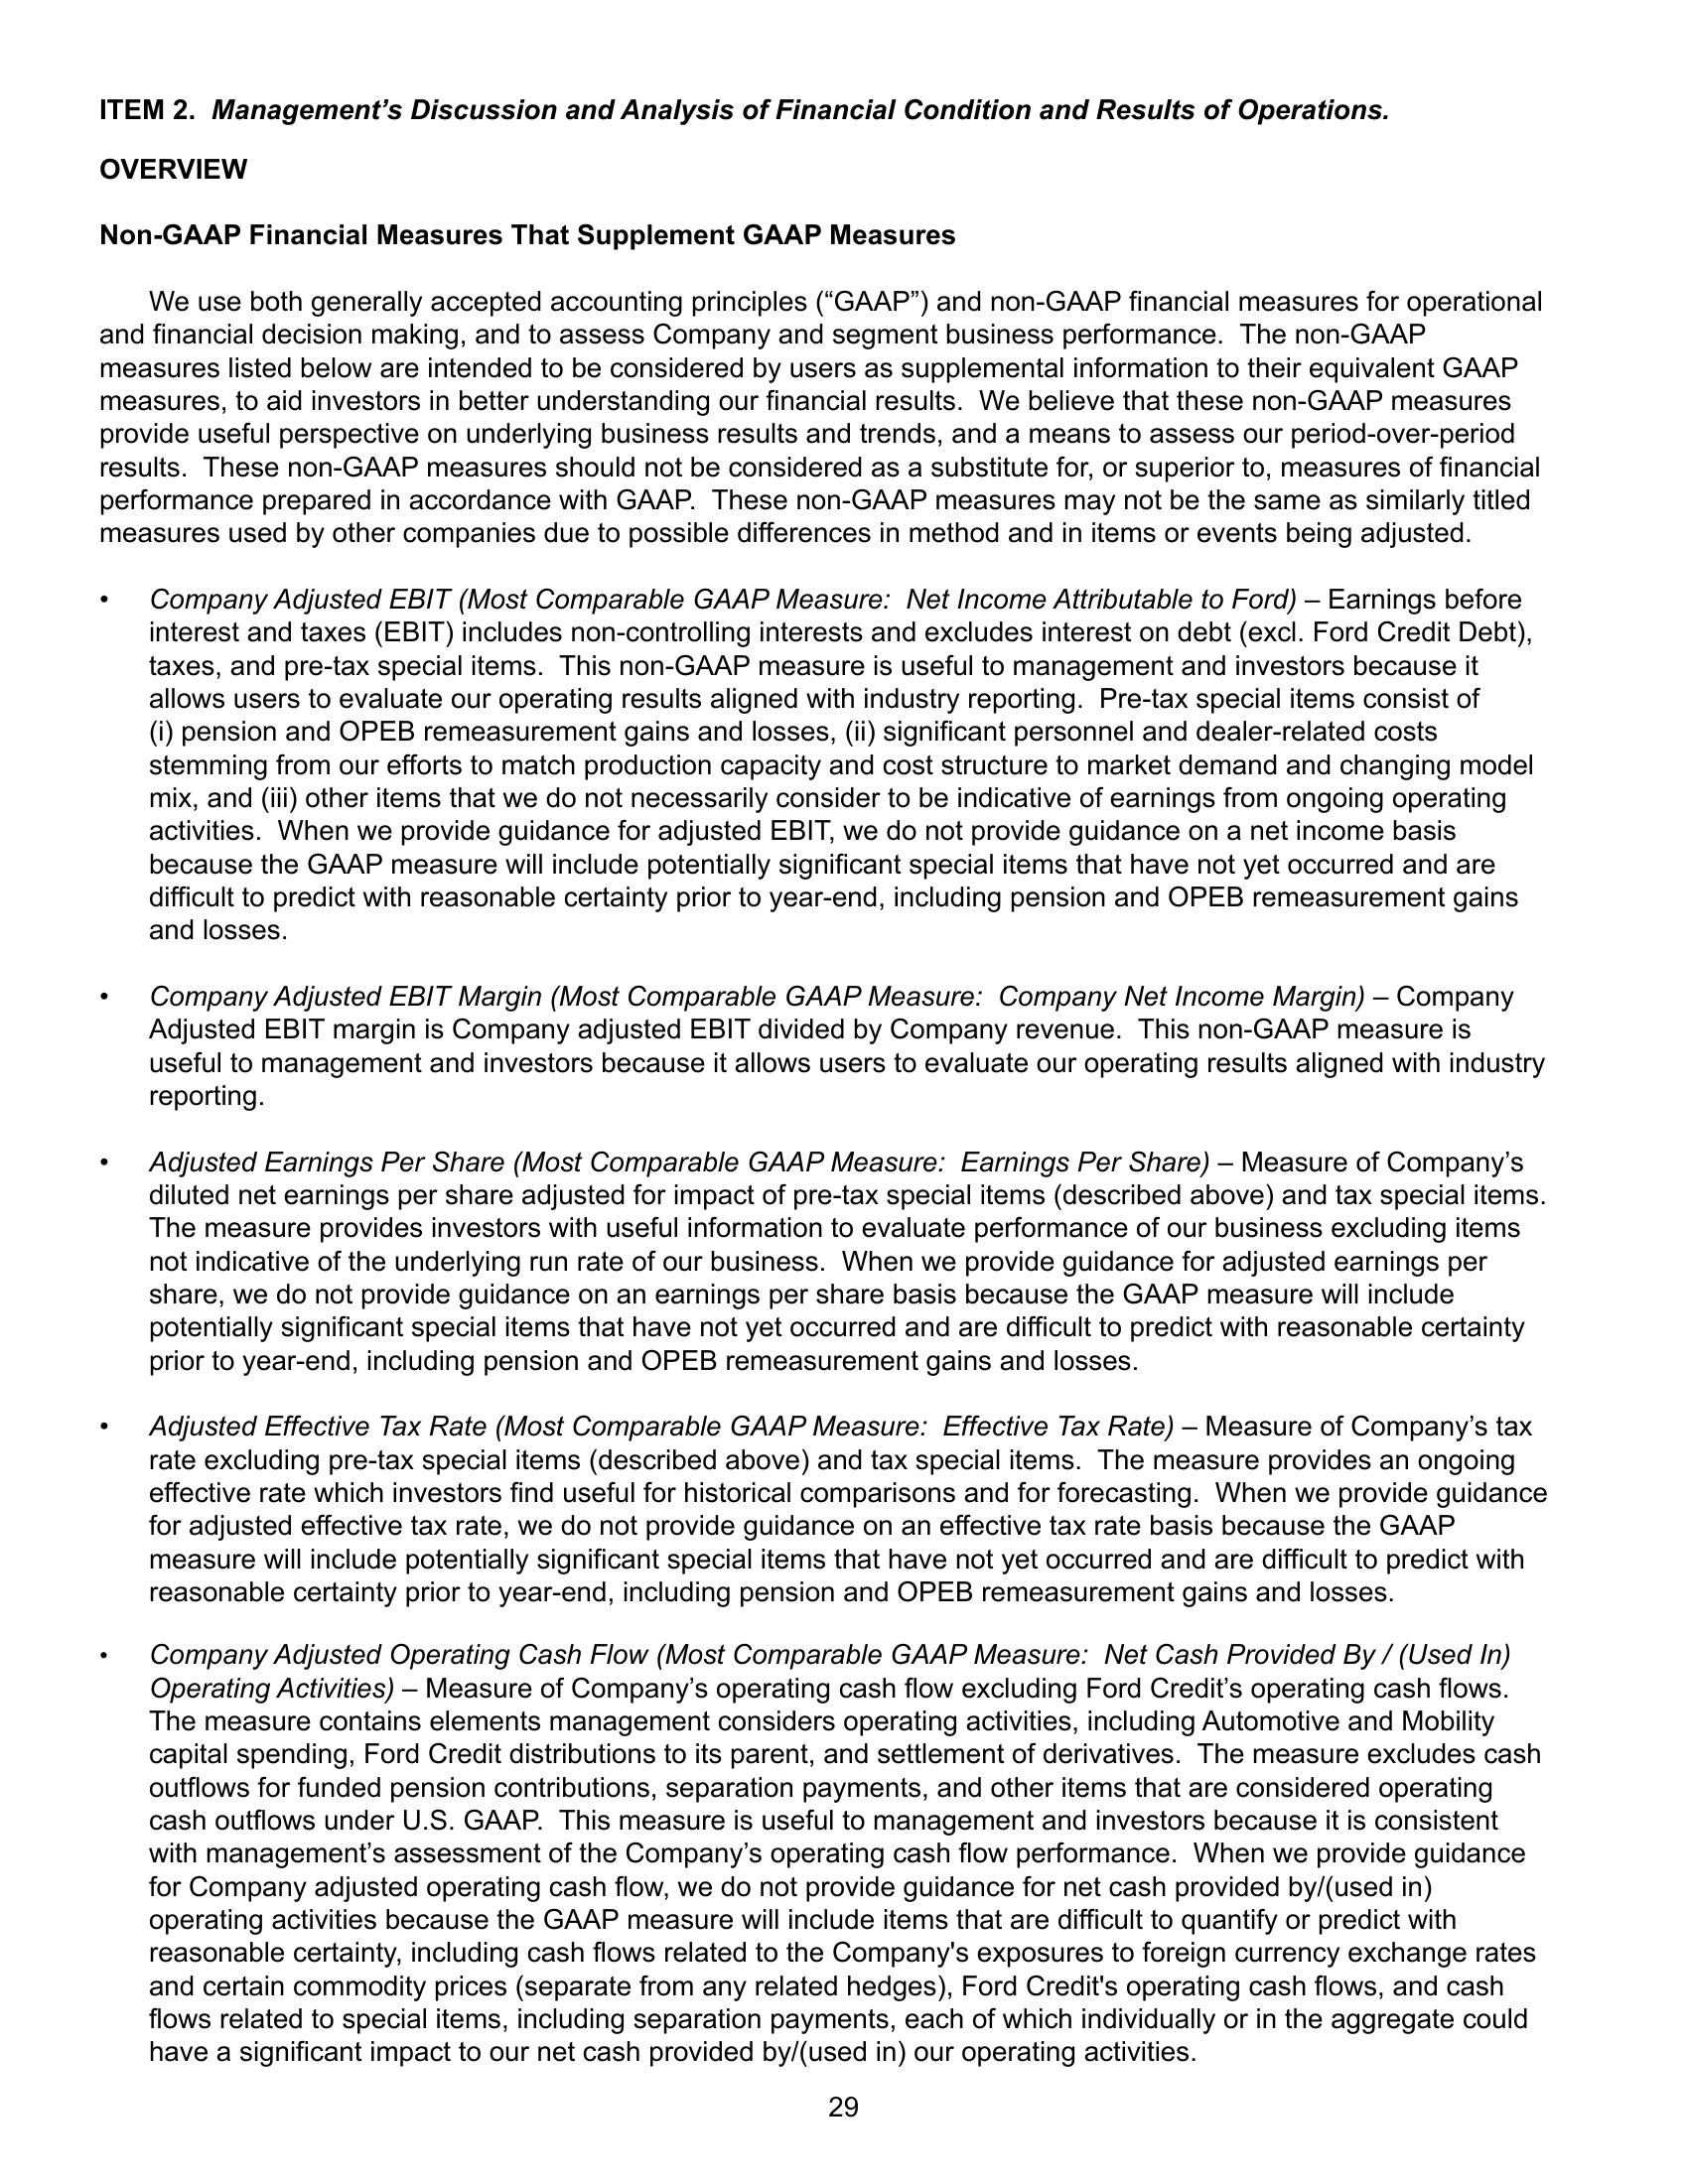 ITEM 2.  Management’s Discussion and Analysis of Financial Condition and Results of Operations.
OVERVIEW
Non-GAAP Financial Measures That Supplement GAAP Measures
We use both generally accepted accounting principles (“GAAP”) and non-GAAP financial measures for operational
and financial decision making, and to assess Company and segment business performance.  The non-GAAP
measures listed below are intended to be considered by users as supplemental information to their equivalent GAAP
measures, to aid investors in better understanding our financial results.  We believe that these non-GAAP measures
provide useful perspective on underlying business results and trends, and a means to assess our period-over-period
results.  These non-GAAP measures should not be considered as a substitute for, or superior to, measures of financial
performance prepared in accordance with GAAP.  These non-GAAP measures may not be the same as similarly titled
measures used by other companies due to possible differences in method and in items or events being adjusted.
• Company Adjusted EBIT (Most Comparable GAAP Measure:  Net Income Attributable to Ford) – Earnings before
interest and taxes (EBIT) includes non-controlling interests and excludes interest on debt (excl. Ford Credit Debt),
taxes, and pre-tax special items.  This non-GAAP measure is useful to management and investors because it
allows users to evaluate our operating results aligned with industry reporting.  Pre-tax special items consist of
(i) pension and OPEB remeasurement gains and losses, (ii) significant personnel and dealer-related costs
stemming from our efforts to match production capacity and cost structure to market demand and changing model
mix, and (iii) other items that we do not necessarily consider to be indicative of earnings from ongoing operating
activities.  When we provide guidance for adjusted EBIT, we do not provide guidance on a net income basis
because the GAAP measure will include potentially significant special items that have not yet occurred and are
difficult to predict with reasonable certainty prior to year-end, including pension and OPEB remeasurement gains
and losses.
• Company Adjusted EBIT Margin (Most Comparable GAAP Measure:  Company Net Income Margin) – Company
Adjusted EBIT margin is Company adjusted EBIT divided by Company revenue.  This non-GAAP measure is
useful to management and investors because it allows users to evaluate our operating results aligned with industry
reporting.
• Adjusted Earnings Per Share (Most Comparable GAAP Measure:  Earnings Per Share) – Measure of Company’s
diluted net earnings per share adjusted for impact of pre-tax special items (described above) and tax special items.
The measure provides investors with useful information to evaluate performance of our business excluding items
not indicative of the underlying run rate of our business.  When we provide guidance for adjusted earnings per
share, we do not provide guidance on an earnings per share basis because the GAAP measure will include
potentially significant special items that have not yet occurred and are difficult to predict with reasonable certainty
prior to year-end, including pension and OPEB remeasurement gains and losses.
• Adjusted Effective Tax Rate (Most Comparable GAAP Measure:  Effective Tax Rate) – Measure of Company’s tax
rate excluding pre-tax special items (described above) and tax special items.  The measure provides an ongoing
effective rate which investors find useful for historical comparisons and for forecasting.  When we provide guidance
for adjusted effective tax rate, we do not provide guidance on an effective tax rate basis because the GAAP
measure will include potentially significant special items that have not yet occurred and are difficult to predict with
reasonable certainty prior to year-end, including pension and OPEB remeasurement gains and losses.
• Company Adjusted Operating Cash Flow (Most Comparable GAAP Measure:  Net Cash Provided By / (Used In)
Operating Activities) – Measure of Company’s operating cash flow excluding Ford Credit’s operating cash flows.
The measure contains elements management considers operating activities, including Automotive and Mobility
capital spending, Ford Credit distributions to its parent, and settlement of derivatives.  The measure excludes cash
outflows for funded pension contributions, separation payments, and other items that are considered operating
cash outflows under U.S. GAAP.  This measure is useful to management and investors because it is consistent
with management’s assessment of the Company’s operating cash flow performance.  When we provide guidance
for Company adjusted operating cash flow, we do not provide guidance for net cash provided by/(used in)
operating activities because the GAAP measure will include items that are difficult to quantify or predict with
reasonable certainty, including cash flows related to the Company's exposures to foreign currency exchange rates
and certain commodity prices (separate from any related hedges), Ford Credit's operating cash flows, and cash
flows related to special items, including separation payments, each of which individually or in the aggregate could
have a significant impact to our net cash provided by/(used in) our operating activities.
29